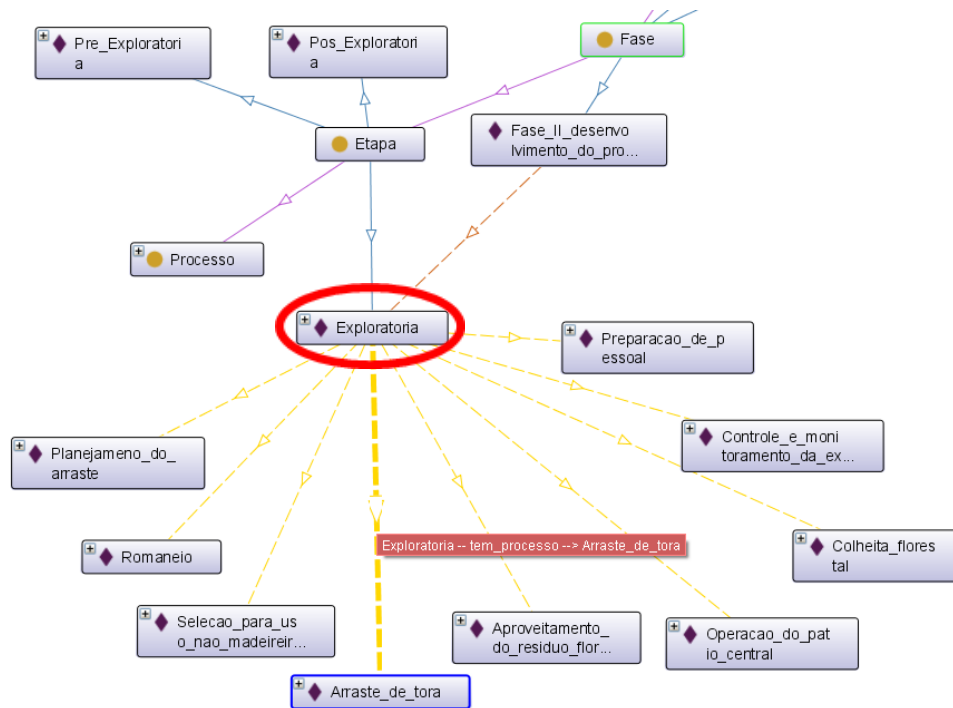 Pre_Exploratori
a
Pos_Exploratori
a
Fase
Etapa
Fase_II_desenvo
lvimento_do_pro...
Processo
Exploratoria
Preparacao_de_p
essoal
Planejameno_do_
arraste
Controle_e_moni
toramento_da_ex...
Exploratoria -- tem_processo --> Arraste_de_tora
Romaneio
Colheita_flores
tal
Selecao_para_us
o_nao_madeireir...
Aproveitamento_
do_residuo_flor...
Operacao_do_pat
io_central
Arraste_de_tora